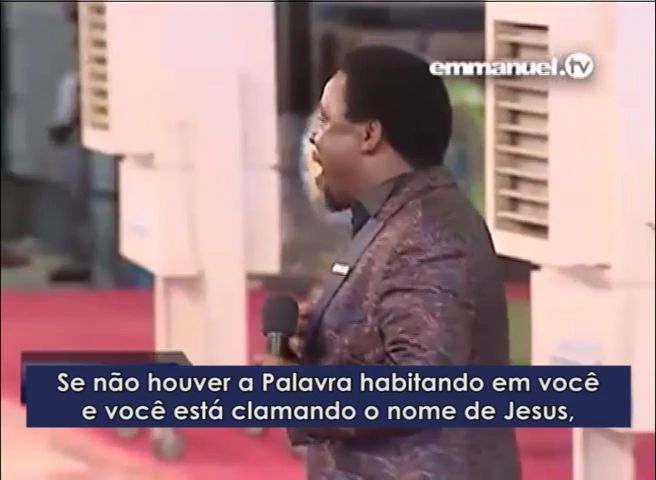 emmanuel.tv
Se não houver a Palavra habitando em você
e você está clamando o nome de Jesus,